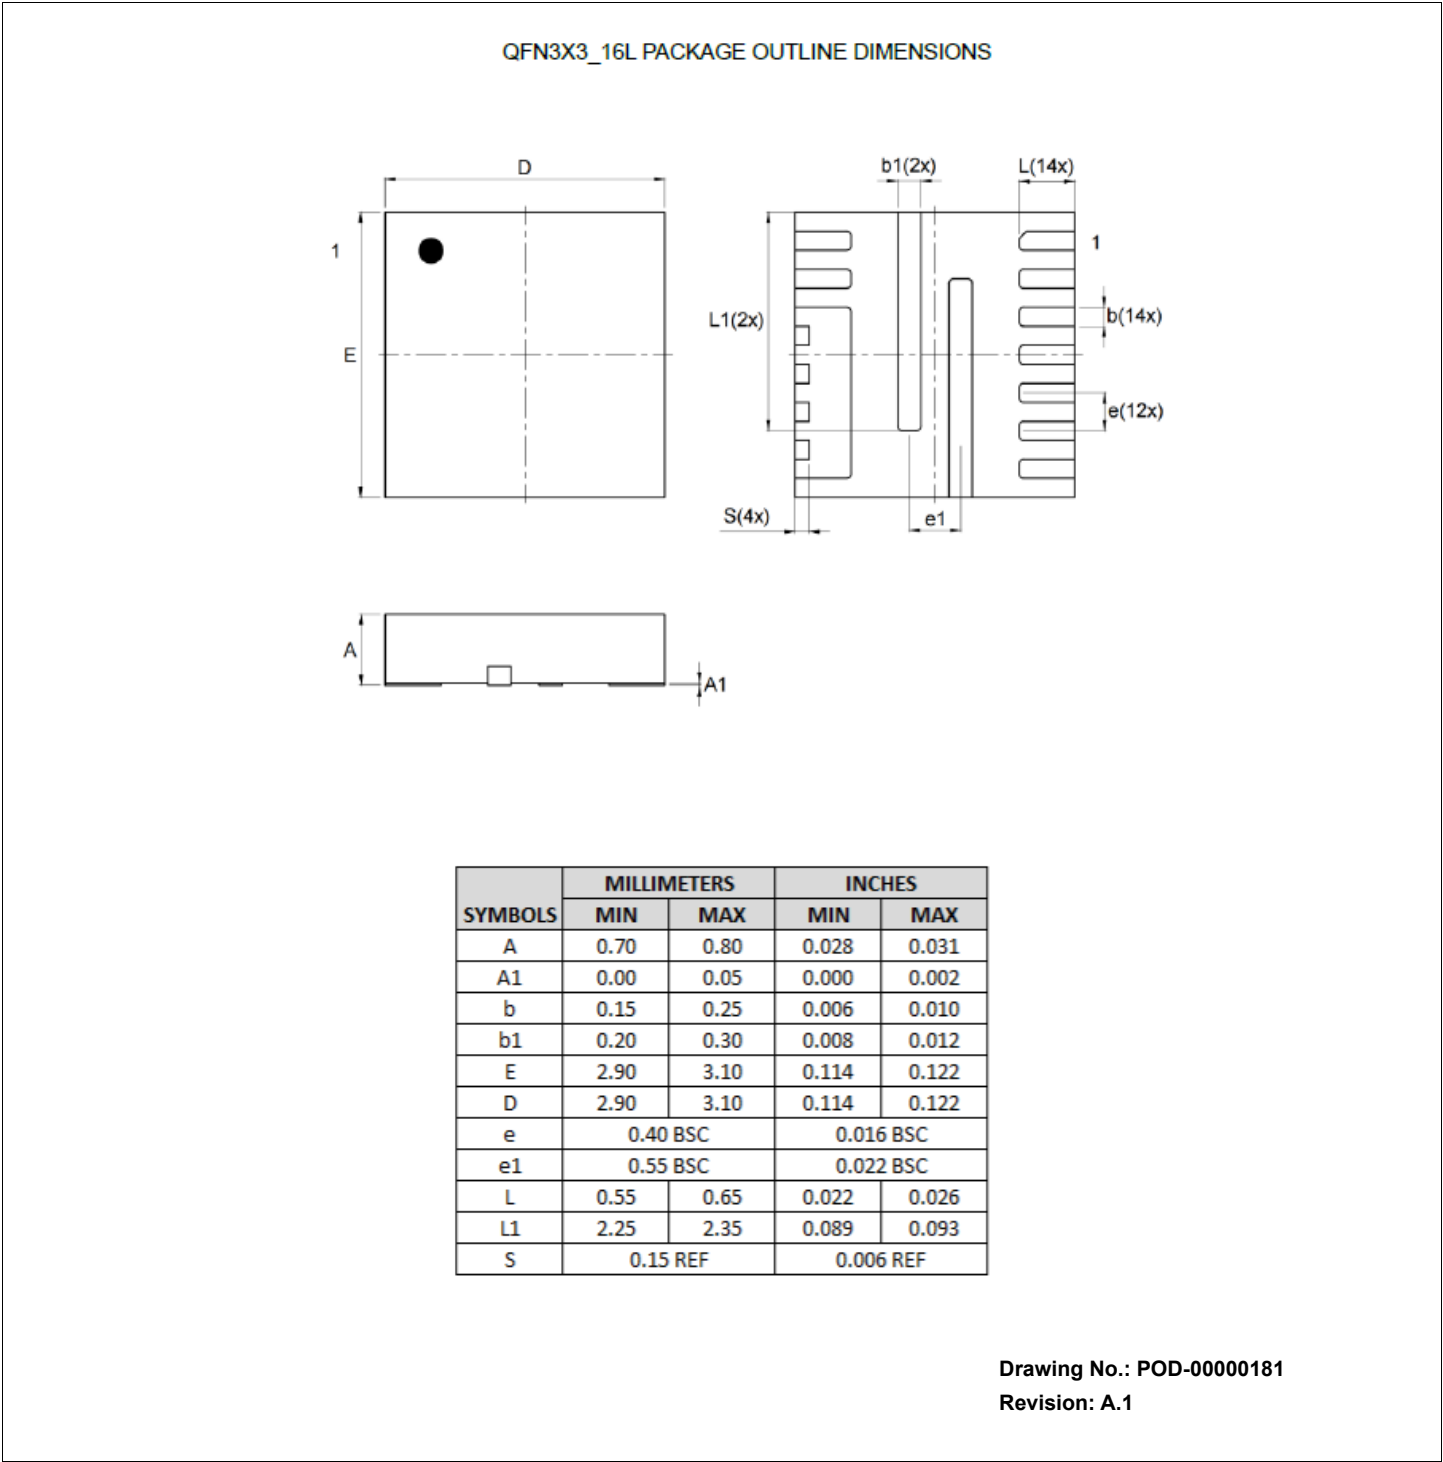 QFN3X3_16L PACKAGE OUTLINE DIMENSIONS
D
b1(2x)
L(14x)
1
1
L1(2x)
b(14x)
E
e(12x)
S(4x)
e1
A
A1
MILLIMETERS INCHES
SYMBOLS MIN MAX MIN MAX
A 0.70 0.80 0.028 0.031
A1 0.00 0.05 0.000 0.002
b 0.15 0.25 0.006 0.010
b1 0.20 0.30 0.008 0.012
E 2.90 3.10 0.114 0.122
D 2.90 3.10 0.114 0.122
e 0.40 BSC 0.016 BSC
e1 0.55 BSC 0.022 BSC
L 0.55 0.65 0.022 0.026
L1 2.25 2.35 0.089 0.093
S 0.15 REF 0.006 REF
Drawing No.: POD-00000181
Revision: A.1